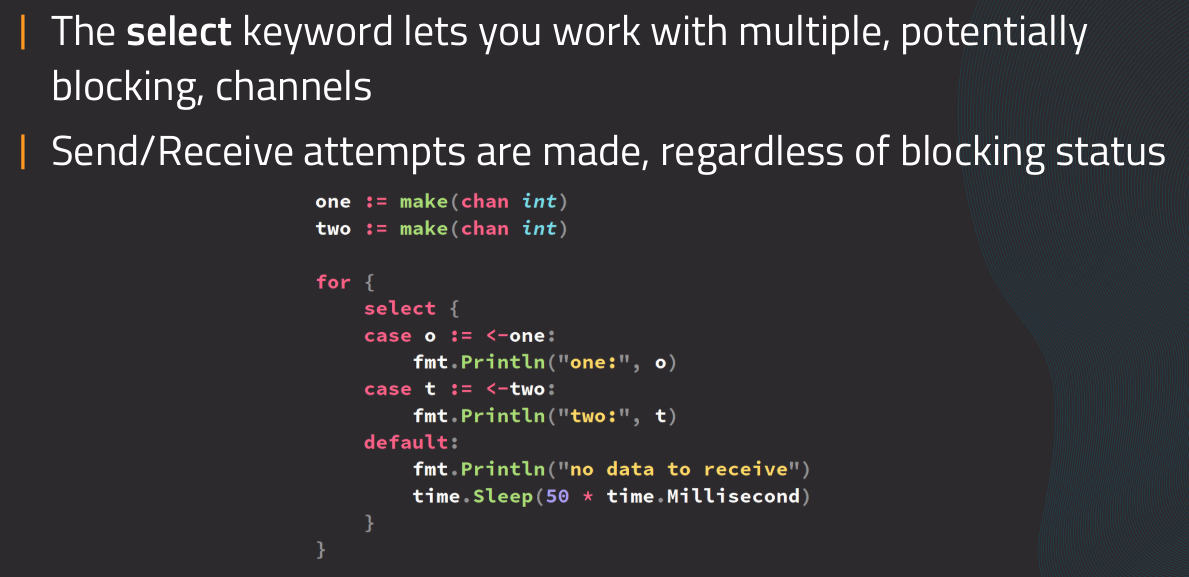 The select keyword lets you work with multiple, potentially
blocking, channels
Send/Receive attempts are made, regardless of blocking status
one := make(chan int)
two := make(chan int)
for {
select {
case o := <-one:
fmt.Println("one:", o)
case t := <-two:
fmt.Println("two:", t)
default:
fmt.Println("no data to receive")
time.Sleep(50 * time.Millisecond)
}
}